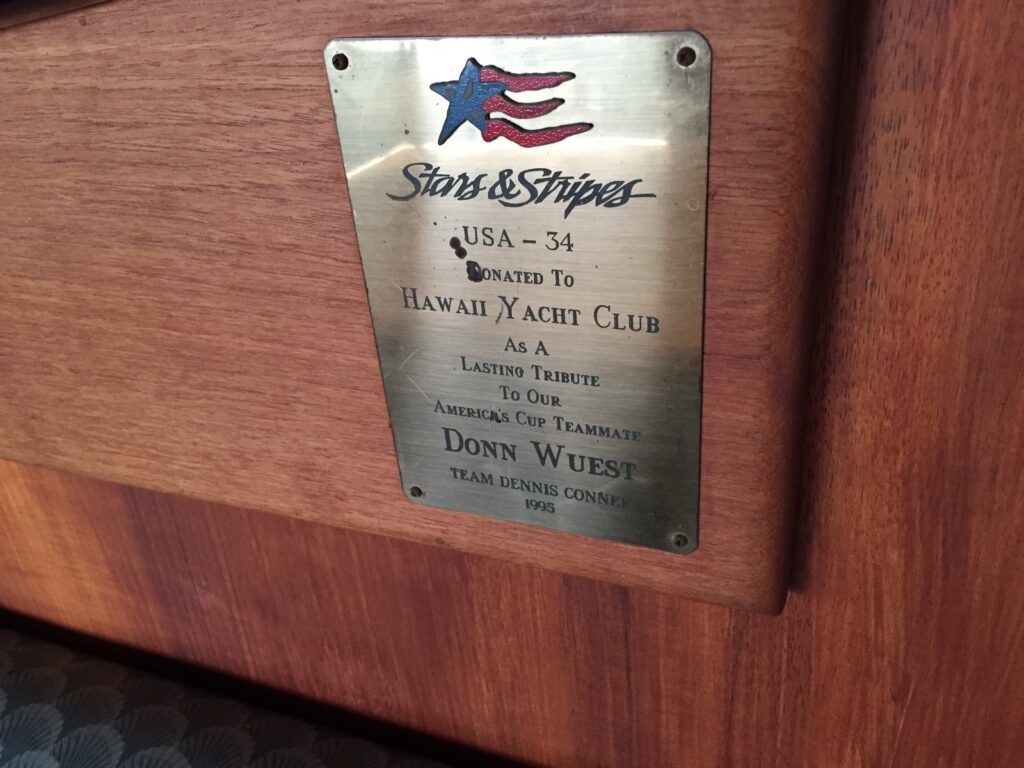 Stars & Stripes
USA - 34
DONATED TO
HAWAII YACHT CLUB
AS A
LASTING TRIBUTE
TO OUR
AMERICA'S CUP TEAMMATE
DONN WUEST
TEAM DENNIS CONNER
1995